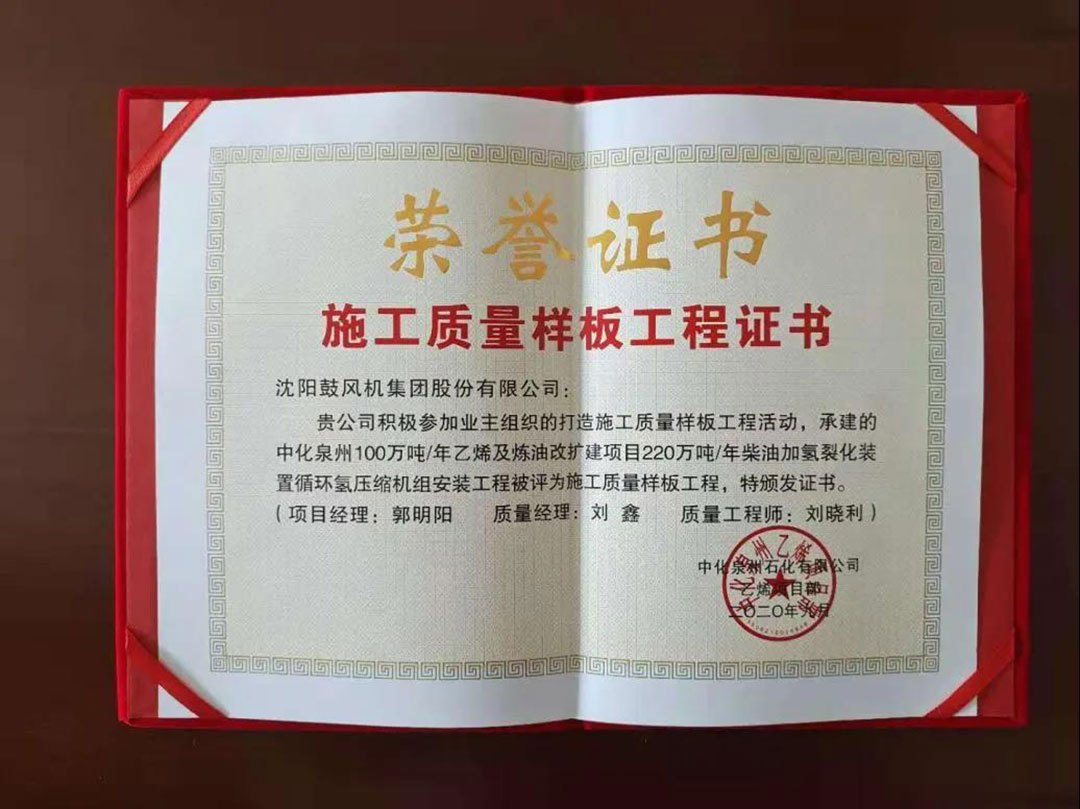 荣誉证书
施工质量样板工程证书
沈阳鼓风机集团股份有限公司：
贵公司积极参加业主组织的打造施工质量样板工程活动，承建的
中化泉州100万吨/年乙烯及炼油改扩建项目220万吨/年柴油加氢裂化装
置循环氢压缩机组安装工程被评为施工质量样板工程，特颁发证书。
（项目经理：郭明阳 质量经理：刘 鑫 质量工程师：刘晓利）
中化泉州石化有限公司
乙烯项目部
二〇二〇年九月